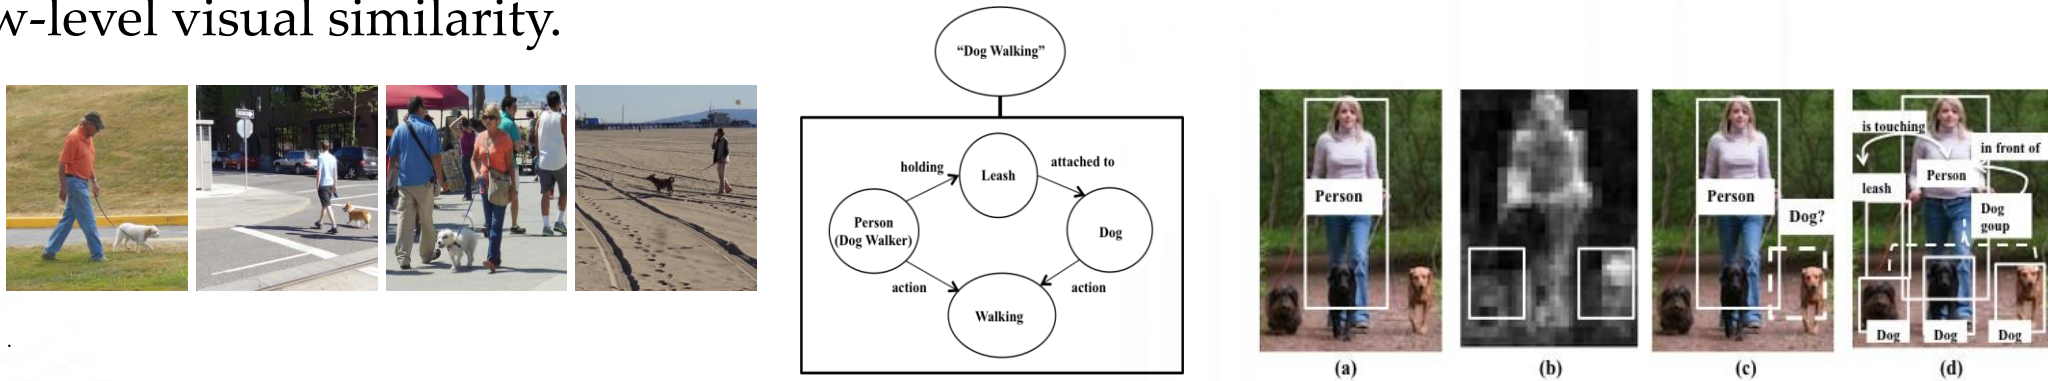 w-level visual similarity.
.
“Dog Walking”
holding
Leash
attached to
Person
(Dog Walker)
Dog
action
action
Walking
Person
(a)
(b)
Person
Dog?
(c)
is touching
in front of
Person
leash
Dog
goup
Dog
Dog
Dog
(d)